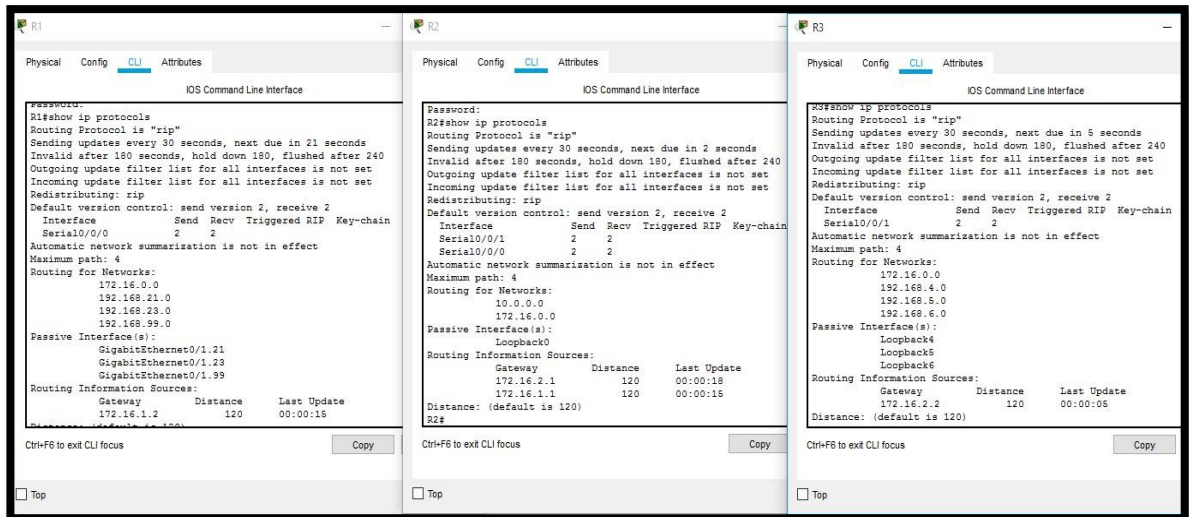 R1
Physical Config CLI Attributes
IOS Command Line Interface
Password:
R1#show ip protocols
Routing Protocol is "rip"
Sending updates every 30 seconds, next due in 21 seconds
Invalid after 180 seconds, hold down 180, flushed after 240
Outgoing update filter list for all interfaces is not set
Incoming update filter list for all interfaces is not set
Redistributing: rip
Default version control: send version 2, receive 2
Interface Send Recv Triggered RIP Key-chain
Serial0/0/0 2 2
Automatic network summarization is not in effect
Maximum path: 4
Routing for Networks:
172.16.0.0
192.168.21.0
192.168.23.0
192.168.99.0
Passive Interface(s):
GigabitEthernet0/1.21
GigabitEthernet0/1.23
GigabitEthernet0/1.99
Routing Information Sources:
Gateway Distance Last Update
172.16.1.2 120 00:00:15
Distance: (default is 120)
Ctrl+F6 to exit CLI focus
Copy
Top
R2
Physical Config CLI Attributes
IOS Command Line Interface
Password:
R2#show ip protocols
Routing Protocol is "rip"
Sending updates every 30 seconds, next due in 2 seconds
Invalid after 180 seconds, hold down 180, flushed after 240
Outgoing update filter list for all interfaces is not set
Incoming update filter list for all interfaces is not set
Redistributing: rip
Default version control: send version 2, receive 2
Interface Send Recv Triggered RIP Key-chain
Serial0/0/1 2 2
Serial0/0/0 2 2
Automatic network summarization is not in effect
Maximum path: 4
Routing for Networks:
10.0.0.0
172.16.0.0
Passive Interface(s):
Loopback0
Routing Information Sources:
Gateway Distance Last Update
172.16.2.1 120 00:00:18
172.16.1.1 120 00:00:15
Distance: (default is 120)
R2#
Ctrl+F6 to exit CLI focus
Copy
Top
R3
Physical Config CLI Attributes
IOS Command Line Interface
R3#show ip protocols
Routing Protocol is "rip"
Sending updates every 30 seconds, next due in 5 seconds
Invalid after 180 seconds, hold down 180, flushed after 240
Outgoing update filter list for all interfaces is not set
Incoming update filter list for all interfaces is not set
Redistributing: rip
Default version control: send version 2, receive 2
Interface Send Recv Triggered RIP Key-chain
Serial0/0/1 2 2
Automatic network summarization is not in effect
Maximum path: 4
Routing for Networks:
172.16.0.0
192.168.4.0
192.168.5.0
192.168.6.0
Passive Interface(s):
Loopback4
Loopback5
Loopback6
Routing Information Sources:
Gateway Distance Last Update
172.16.2.2 120 00:00:05
Distance: (default is 120)
Ctrl+F6 to exit CLI focus
Copy
Top